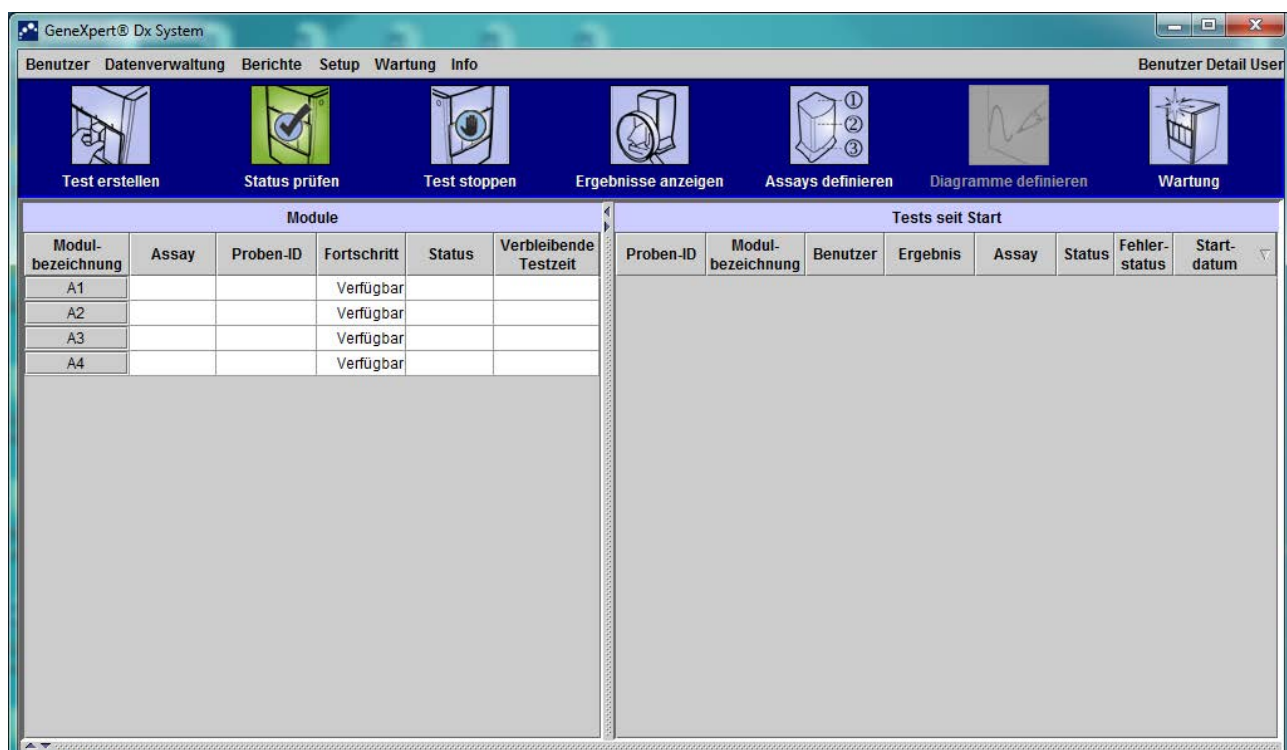 GeneXpert® Dx System
Benutzer Datenverwaltung Berichte Setup Wartung Info Benutzer Detail User
① ② ③
Test erstellen Status prüfen Test stoppen Ergebnisse anzeigen Assays definieren Diagramme definieren Wartung
Module Tests seit Start
Modul-
bezeichnung Assay Proben-ID Fortschritt Status Verbleibende
Testzeit
Proben-ID Modul-
bezeichnung Benutzer Ergebnis Assay Status Fehler-
status Start-
datum
A1 Verfügbar
A2 Verfügbar
A3 Verfügbar
A4 Verfügbar